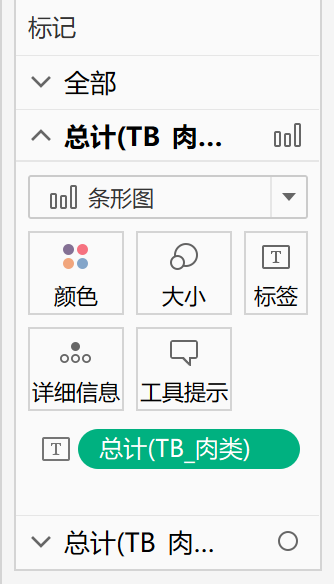 标记
全部
总计(TB 肉...
条形图
颜色
大小
T 标签
详细信息
工具提示
T 总计(TB_肉类)
总计(TB 肉...